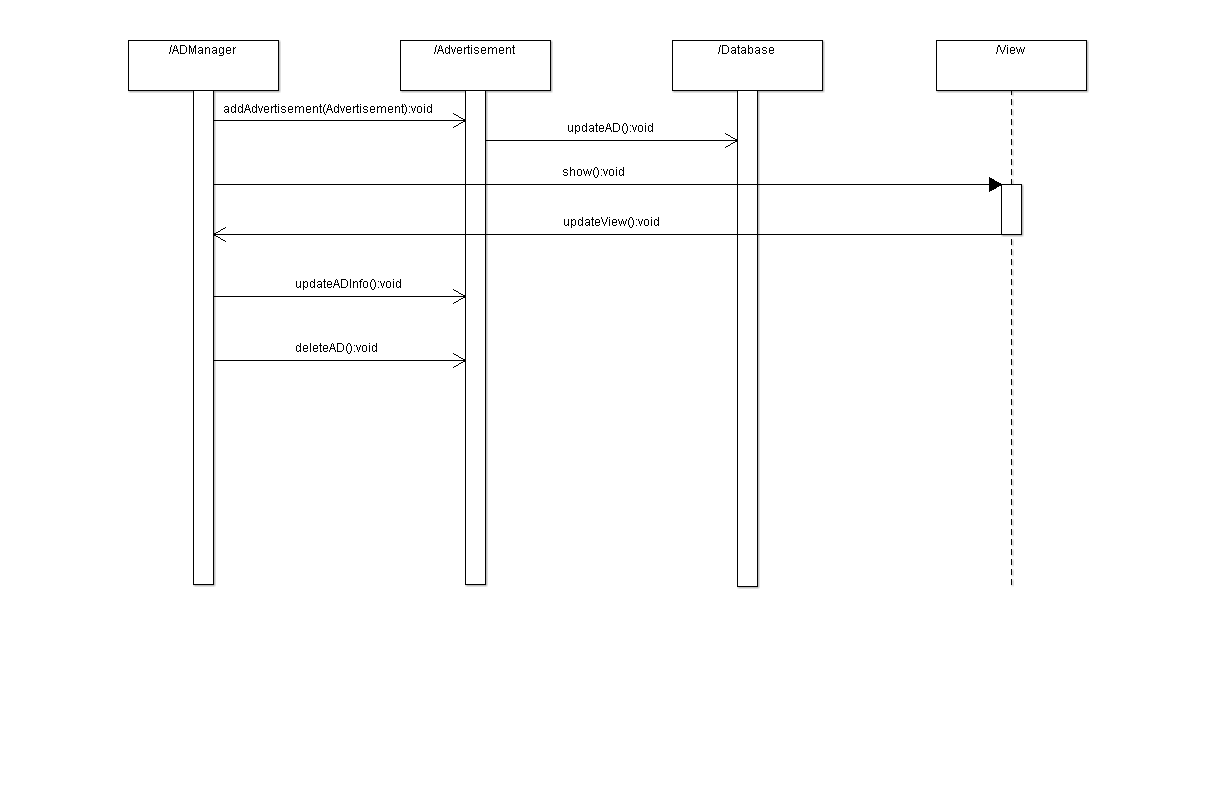 /ADManager
/Advertisement
/Database
/View
addAdvertisement(Advertisement):void
updateAD():void
show():void
updateView():void
updateADInfo():void
deleteAD():void